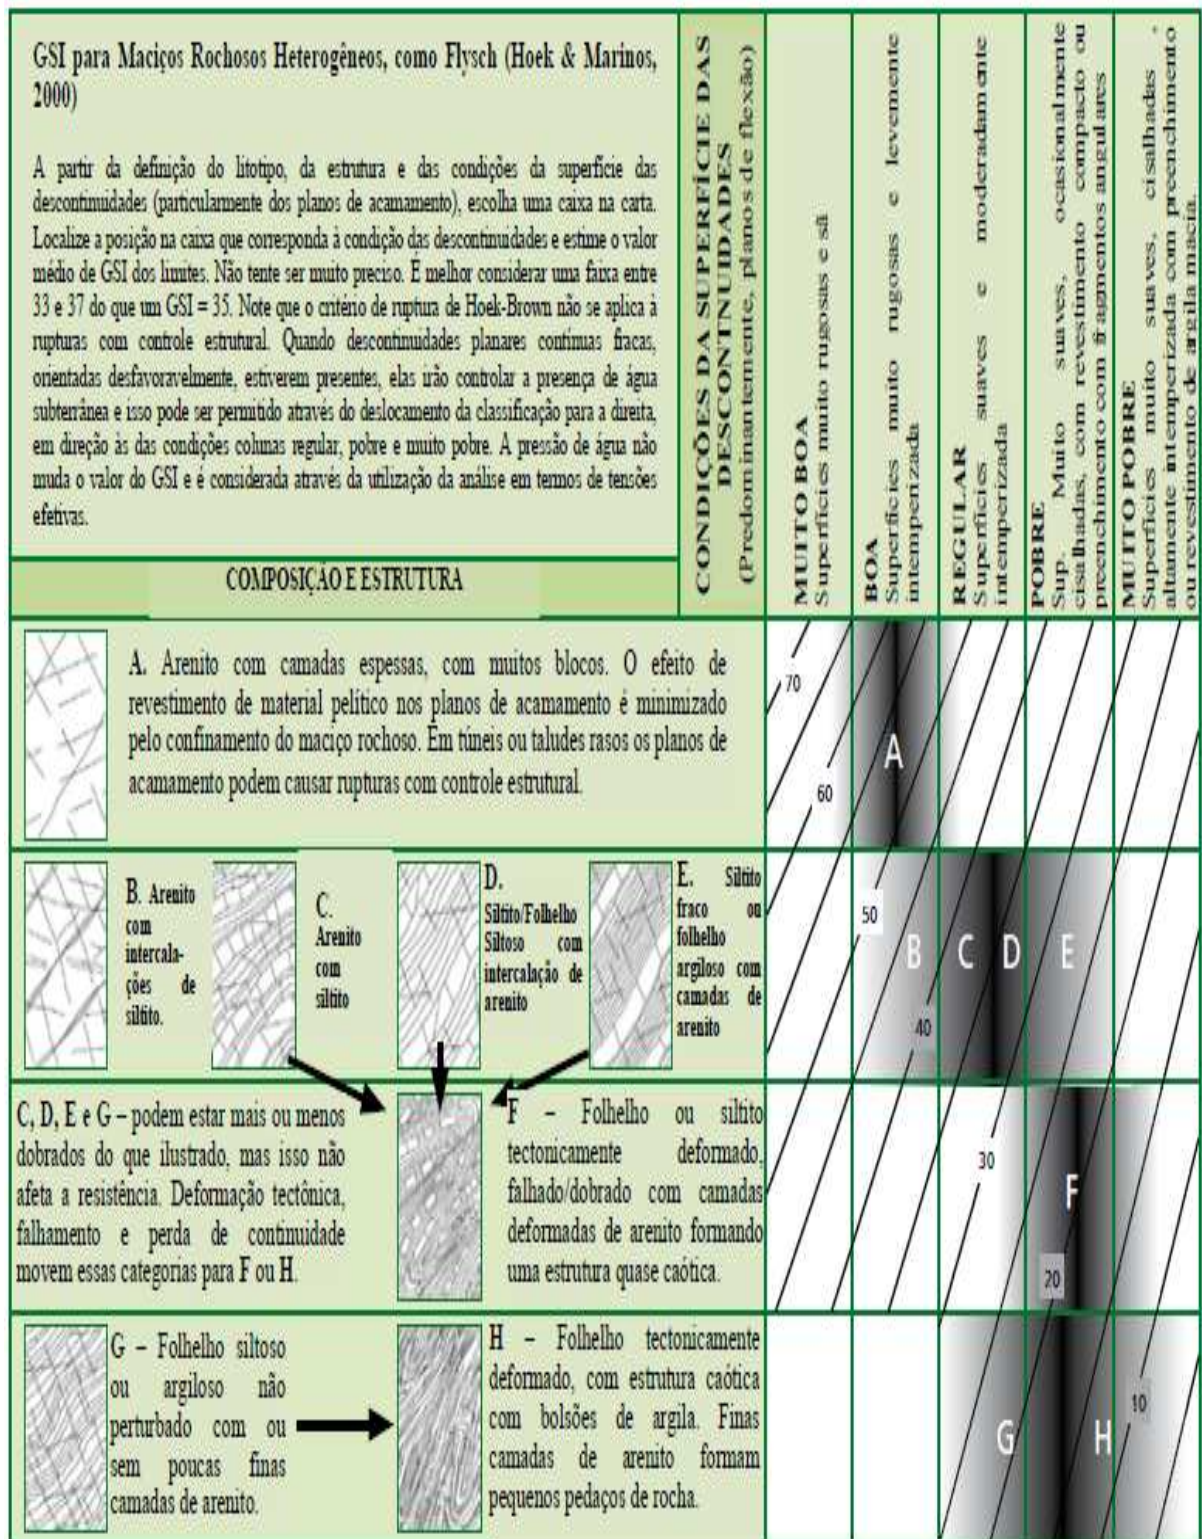 GSI para Maciços Rochosos Heterogêneos, como Flysch (Hoek & Marinos,
2000)
A partir da definição do litotipo, da estrutura e das condições da superfície das
descontinuidades (particularmente dos planos de acamamento), escolha uma caixa na carta.
Localize a posição na caixa que corresponda à condição das descontinuidades e estime o valor
médio de GSI dos limites. Não tente ser muito preciso. É melhor considerar uma faixa entre
33 e 37 do que um GSI = 35. Note que o critério de ruptura de Hoek-Brown não se aplica à
rupturas com controle estrutural. Quando descontinuidades planares contínuas fracas,
orientadas desfavoravelmente, estiverem presentes, elas irão controlar a presença de água
subterrânea e isso pode ser permitido através do deslocamento da classificação para a direita,
em direção às das condições colunas regular, pobre e muito pobre. A pressão de água não
muda o valor do GSI e é considerada através da utilização da análise em termos de tensões
efetivas.
COMPOSIÇÃO E ESTRUTURA
CONDIÇÕES DA SUPERFÍCIE DAS
DESCONTNUIDADES
(Predominantemente, planos de flexão)
MUITO BOA
Superfícies muito rugosas e sã
BOA
Superfícies muito rugosas e levemente
intemperizada
REGULAR
Superfícies suaves e moderadamente
intemperizada
POBRE
Sup. Muito suaves, ocasionalmente
cisalhadas, com revestimento compacto ou
preenchimento com fragmentos angulares
MUITO POBRE
Superfícies muito suaves, cisalhadas ,
altamente intemperizada com preenchimento
ou revestimento de argila macia.
A. Arenito com camadas espessas, com muitos blocos. O efeito de
revestimento de material pelítico nos planos de acamamento é minimizado
pelo confinamento do maciço rochoso. Em túneis ou taludes rasos os planos de
acamamento podem causar rupturas com controle estrutural.
70
60
A
B. Arenito
com
intercala-
ções de
siltito.
C.
Arenito
com
siltito
D.
Siltito/Folhelho
Siltoso com
intercalação de
arenito
E. Siltito
fraco ou
folhelho
argiloso com
camadas de
arenito
50
B
C
D
E
40
C, D, E e G – podem estar mais ou menos
dobrados do que ilustrado, mas isso não
afeta a resistência. Deformação tectônica,
falhamento e perda de continuidade
movem essas categorias para F ou H.
F – Folhelho ou siltito
tectonicamente deformado,
falhado/dobrado com camadas
deformadas de arenito formando
uma estrutura quase caótica.
30
F
20
G – Folhelho siltoso
ou argiloso não
perturbado com ou
sem poucas finas
camadas de arenito.
H – Folhelho tectonicamente
deformado, com estrutura caótica
com bolsões de argila. Finas
camadas de arenito formam
pequenos pedaços de rocha.
10
G
H